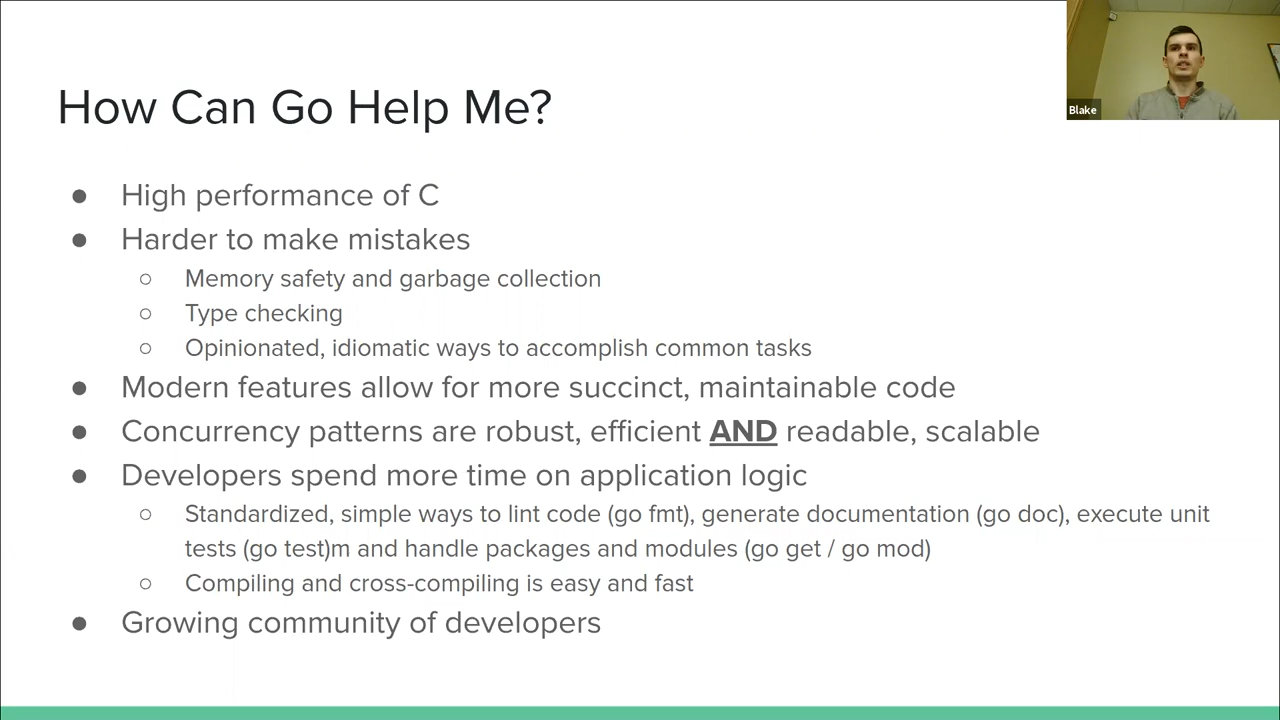 How Can Go Help Me?
Blake
● High performance of C
● Harder to make mistakes
○ Memory safety and garbage collection
○ Type checking
○ Opinionated, idiomatic ways to accomplish common tasks
● Modern features allow for more succinct, maintainable code
● Concurrency patterns are robust, efficient AND readable, scalable
● Developers spend more time on application logic
○ Standardized, simple ways to lint code (go fmt), generate documentation (go doc), execute unit
tests (go test)m and handle packages and modules (go get / go mod)
○ Compiling and cross-compiling is easy and fast
● Growing community of developers